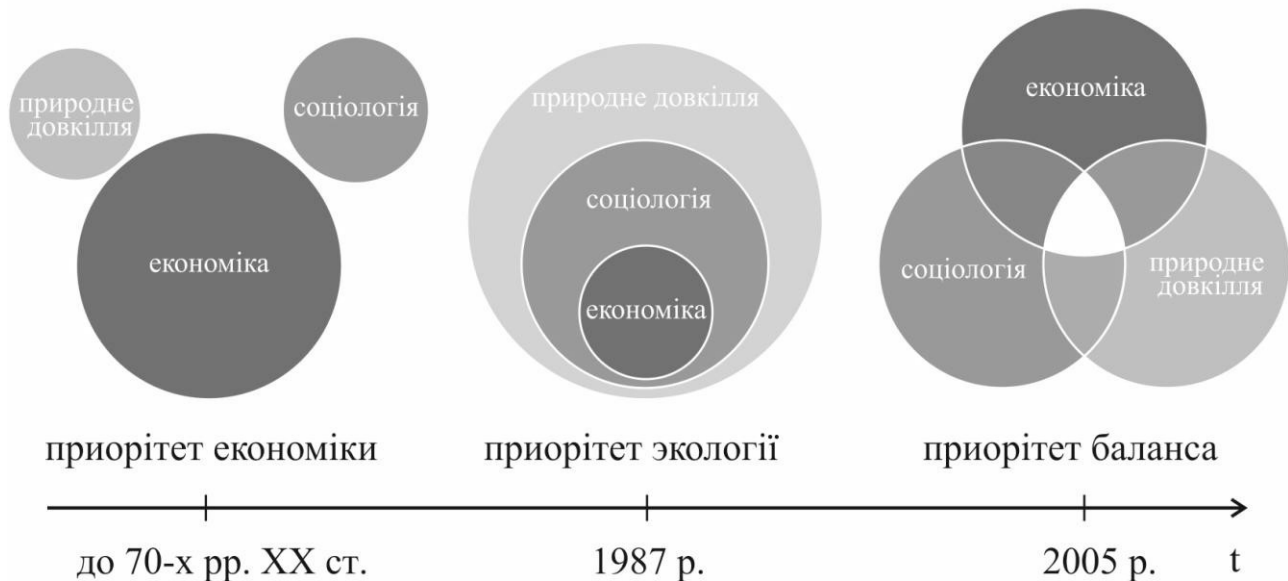 природне
довкілля
соціологія
економіка
природне довкілля
соціологія
економіка
економіка
соціологія
природне
довкілля
приорітет економіки
приорітет экології
приорітет баланса
до 70-х рр. ХХ ст.
1987 р.
2005 р.
t